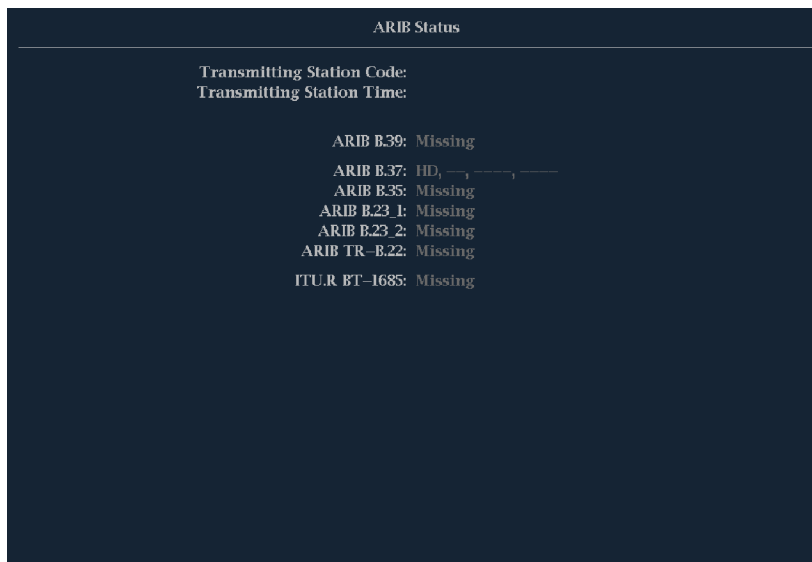 ARIB Status
Transmitting Station Code:
Transmitting Station Time:
ARIB B.39: Missing
ARIB B.37: HD, --, ----, ----
ARIB B.35: Missing
ARIB B.23_1: Missing
ARIB B.23_2: Missing
ARIB TR-B.22: Missing
ITU.R BT-1685: Missing